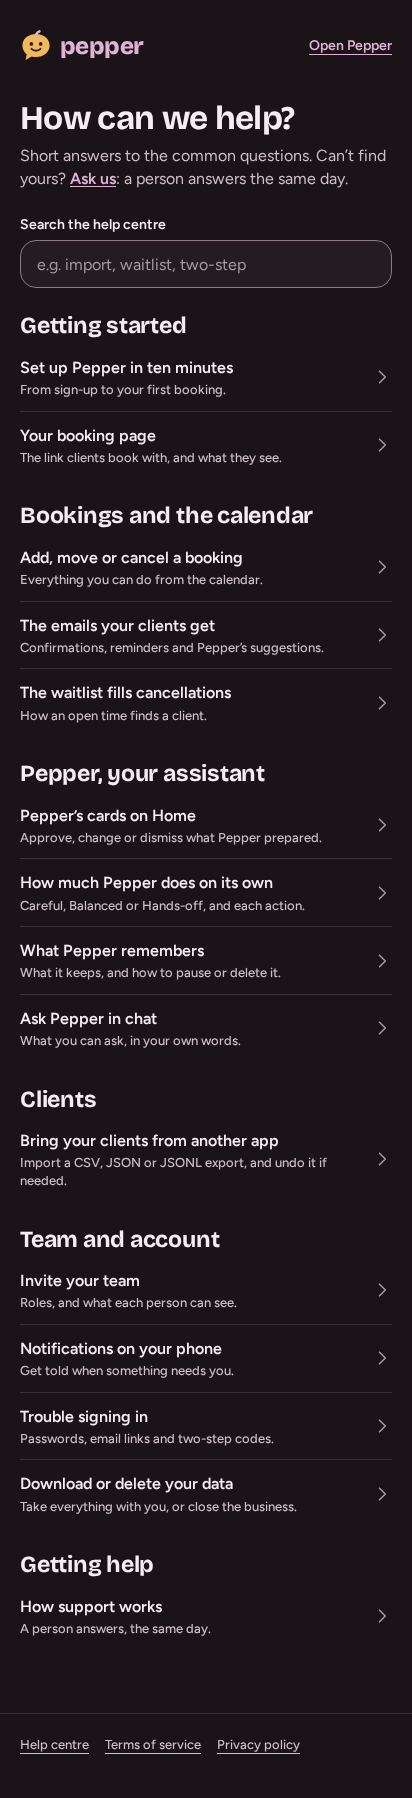 pepper
Open Pepper
How can we help?
Short answers to the common questions. Can’t find
yours? Ask us: a person answers the same day.
Search the help centre
e.g. import, waitlist, two-step
Getting started
Set up Pepper in ten minutes
From sign-up to your first booking.
Your booking page
The link clients book with, and what they see.
Bookings and the calendar
Add, move or cancel a booking
Everything you can do from the calendar.
The emails your clients get
Confirmations, reminders and Pepper’s suggestions.
The waitlist fills cancellations
How an open time finds a client.
Pepper, your assistant
Pepper’s cards on Home
Approve, change or dismiss what Pepper prepared.
How much Pepper does on its own
Careful, Balanced or Hands-off, and each action.
What Pepper remembers
What it keeps, and how to pause or delete it.
Ask Pepper in chat
What you can ask, in your own words.
Clients
Bring your clients from another app
Import a CSV, JSON or JSONL export, and undo it if
needed.
Team and account
Invite your team
Roles, and what each person can see.
Notifications on your phone
Get told when something needs you.
Trouble signing in
Passwords, email links and two-step codes.
Download or delete your data
Take everything with you, or close the business.
Getting help
How support works
A person answers, the same day.
Help centre
Terms of service
Privacy policy